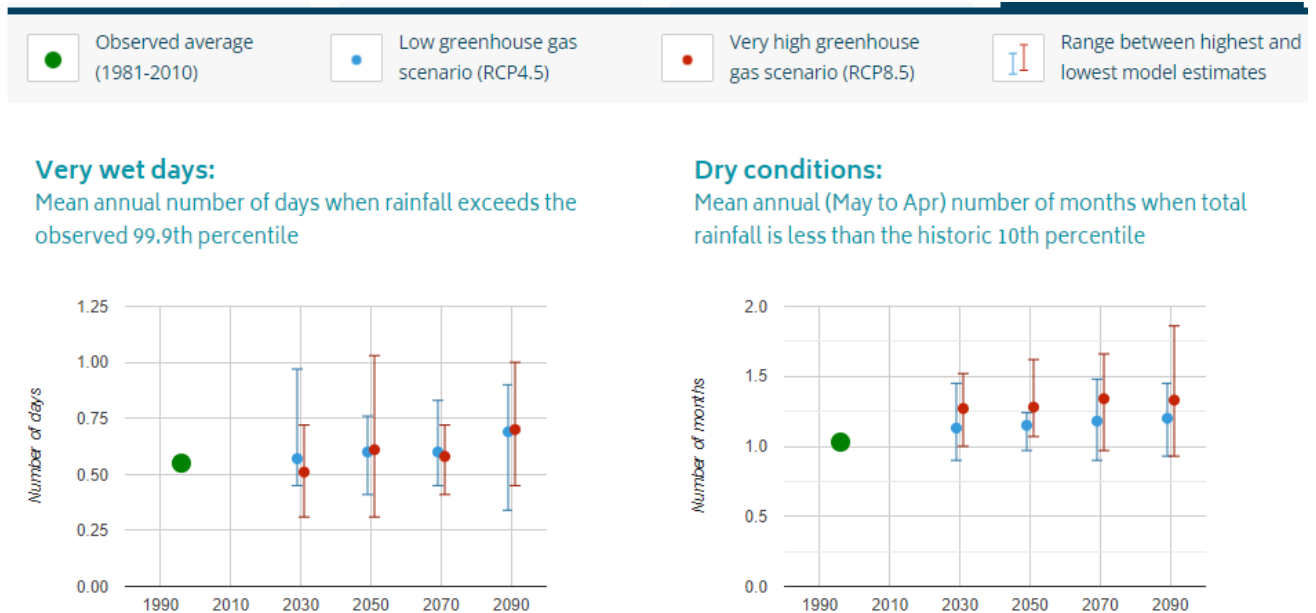 Observed average
(1981-2010)
Low greenhouse gas
scenario (RCP4.5)
Very high greenhouse
gas scenario (RCP8.5)
Range between highest and
lowest model estimates
Very wet days:
Mean annual number of days when rainfall exceeds the
observed 99.9th percentile
Number of days
1.25
1.00
0.75
0.50
0.25
0.00
1990 2010 2030 2050 2070 2090
Dry conditions:
Mean annual (May to Apr) number of months when total
rainfall is less than the historic 10th percentile
Number of months
2.0
1.5
1.0
0.5
0.0
1990 2010 2030 2050 2070 2090